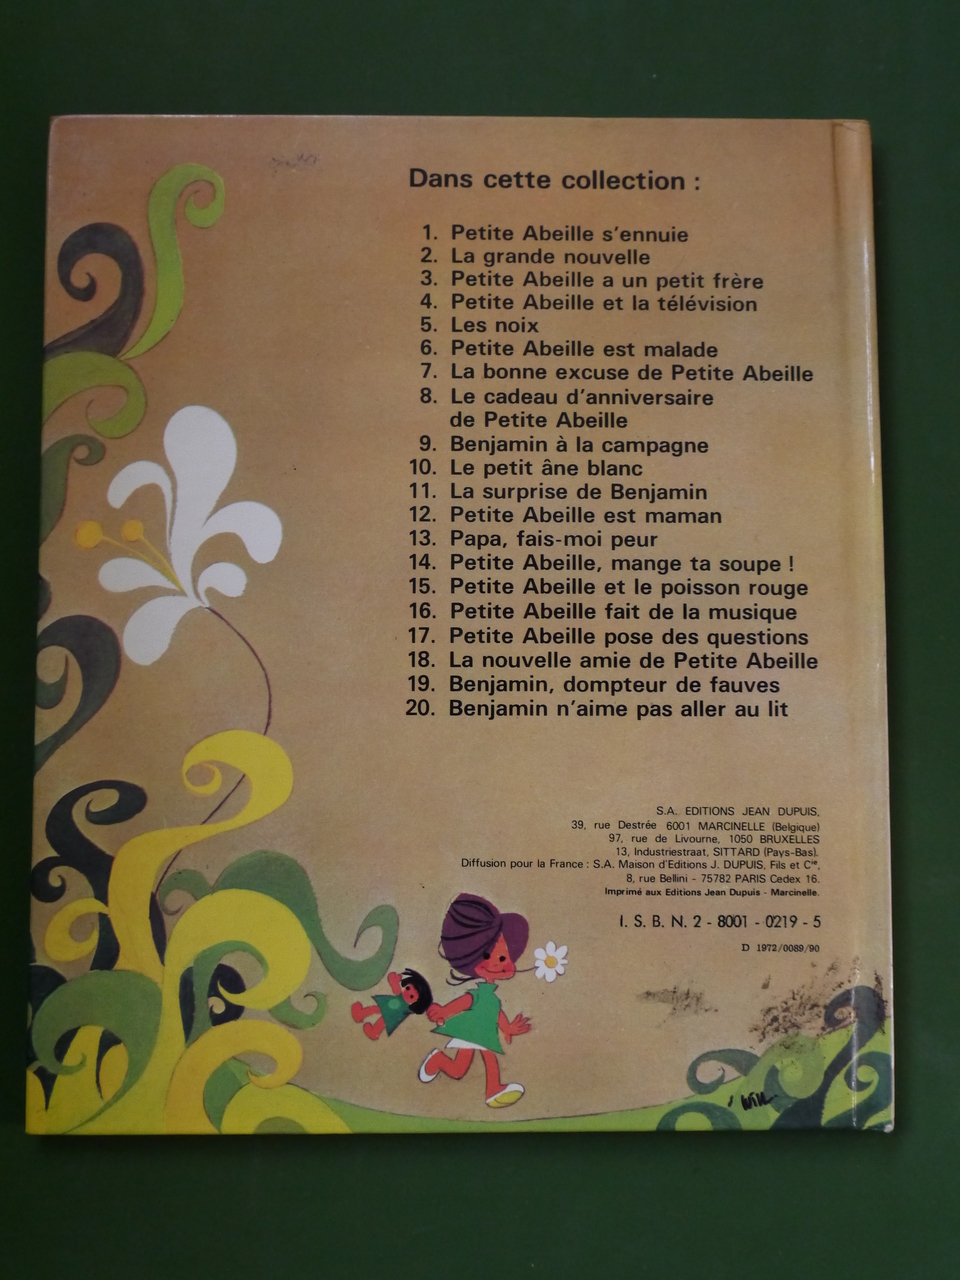 Dans cette collection :
1. Petite Abeille s'ennuie
2. La grande nouvelle
3. Petite Abeille a un petit frère
4. Petite Abeille et la télévision
5. Les noix
6. Petite Abeille est malade
7. La bonne excuse de Petite Abeille
8. Le cadeau d'anniversaire
de Petite Abeille
9. Benjamin à la campagne
10. Le petit âne blanc
11. La surprise de Benjamin
12. Petite Abeille est maman
13. Papa, fais-moi peur
14. Petite Abeille, mange ta soupe !
15. Petite Abeille et le poisson rouge
16. Petite Abeille fait de la musique
17. Petite Abeille pose des questions
18. La nouvelle amie de Petite Abeille
19. Benjamin, dompteur de fauves
20. Benjamin n'aime pas aller au lit
S.A. EDITIONS JEAN DUPUIS,
39, rue Destrée 6001 MARCINELLE (Belgique)
97, rue de Livourne, 1050 BRUXELLES
13, Industriestraat, SITTARD (Pays-Bas).
Diffusion pour la France : S.A. Maison d'Editions J. DUPUIS, Fils et Cie,
8, rue Bellini - 75782 PARIS Cedex 16.
Imprimé aux Editions Jean Dupuis - Marcinelle.
I. S. B. N. 2 - 8001 - 0219 - 5
D 1972/0089/90
Will.